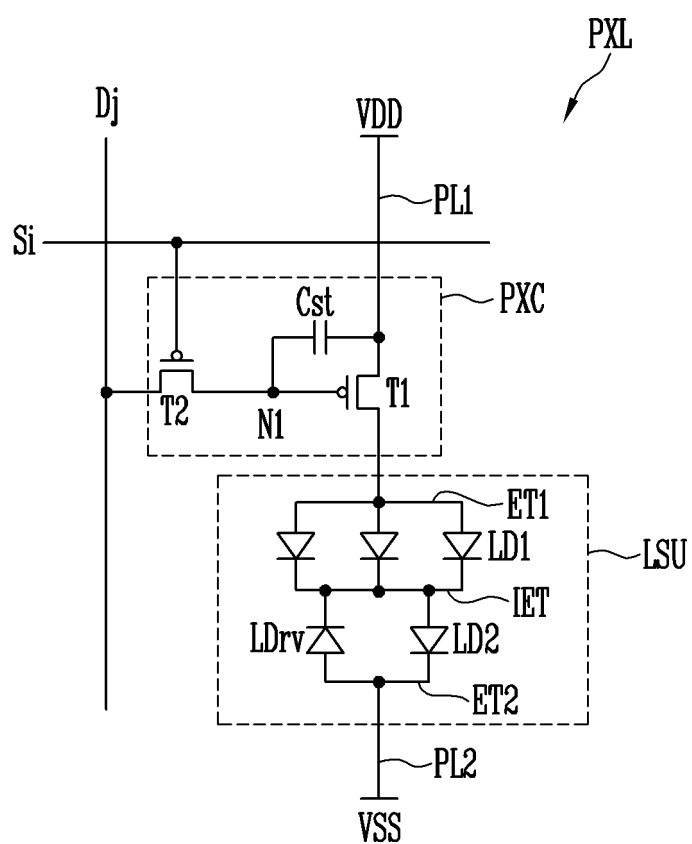 PXL
Dj
VDD
PL1
Si
Cst
PXC
T2
N1
T1
ET1
LD1
LSU
IET
LDrv
LD2
ET2
PL2
VSS